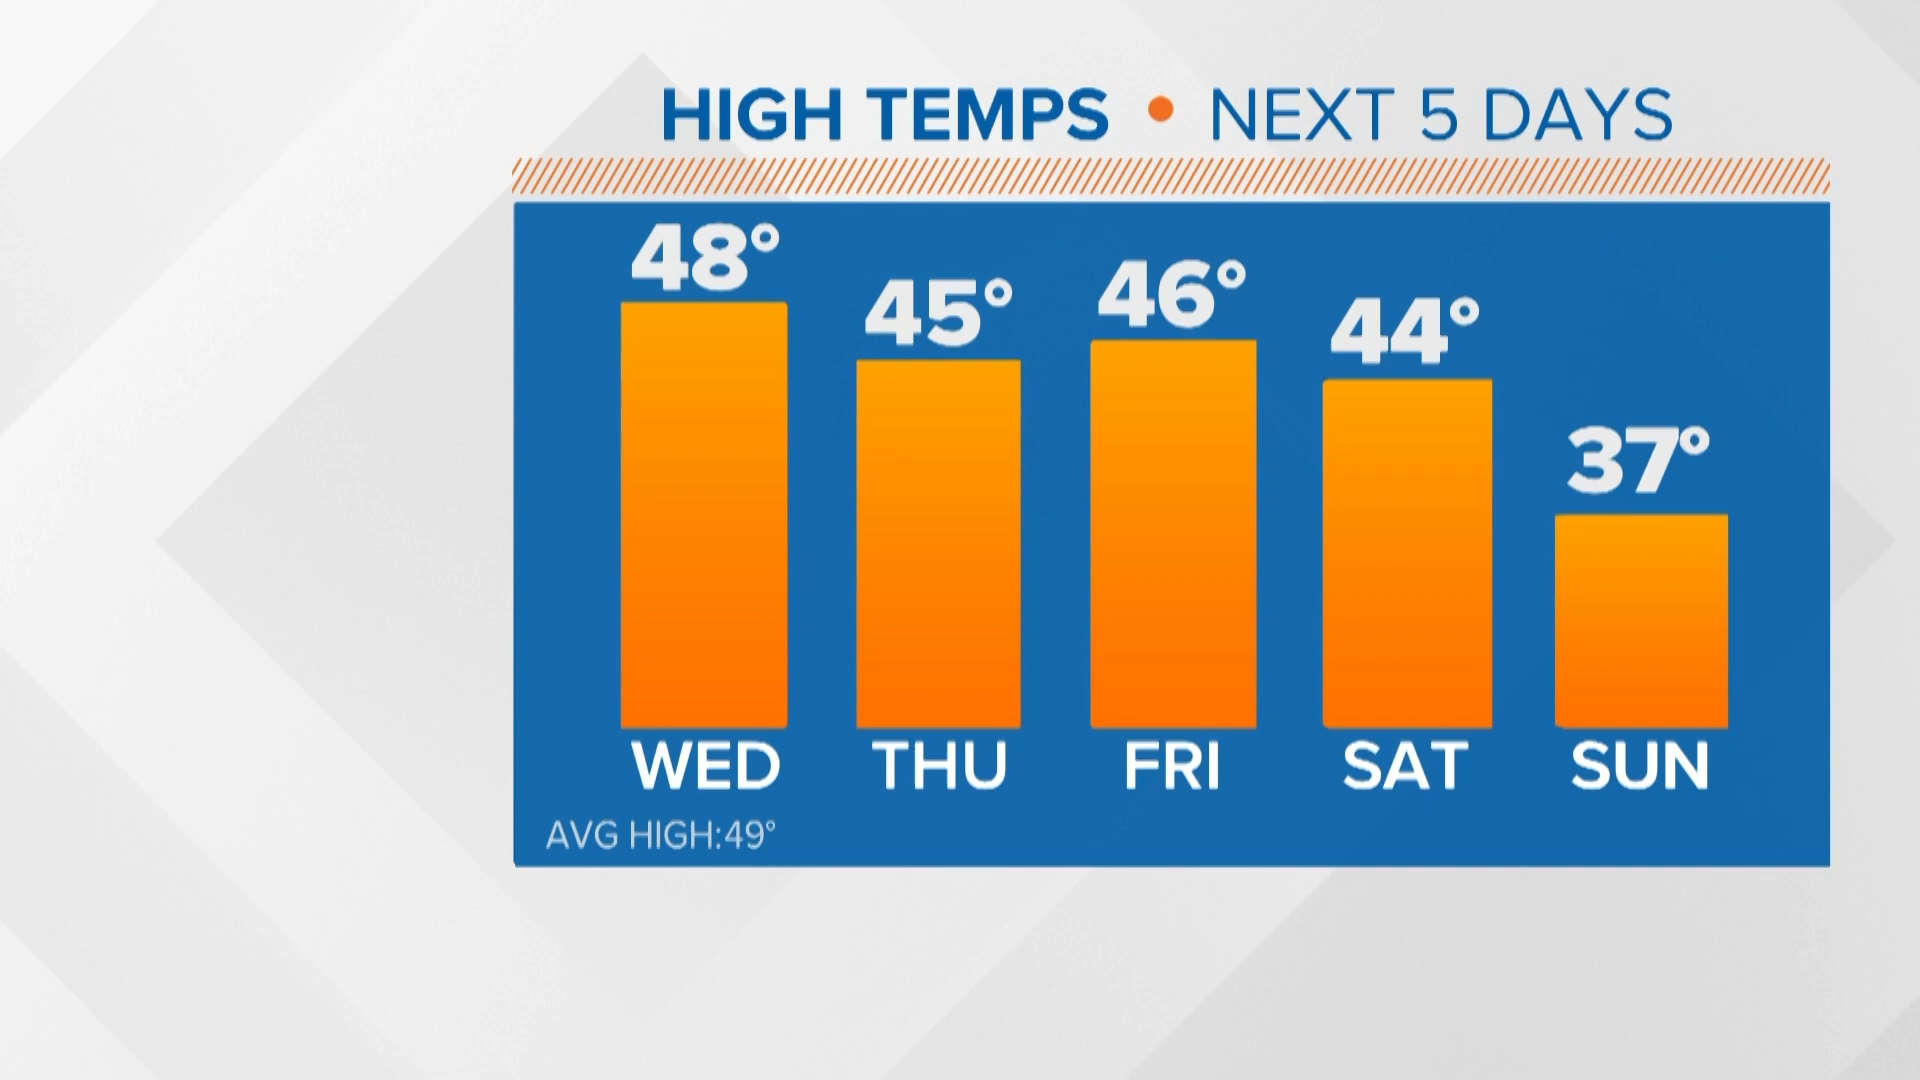 HIGH TEMPS • NEXT 5 DAYS
48° 45° 46° 44° 37°
WED THU FRI SAT SUN
AVG HIGH:49°